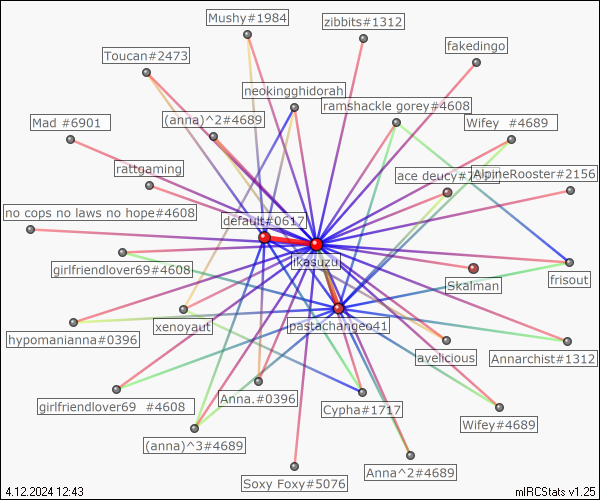 Mushy#1984
zibbits#1312
fakedingo
Toucan#2473
neokingghidorah
ramshackle gorey#4608
(anna)^2#4689
Mad #6901
Wifey  #4689
rattgaming
ace deucy#7
AlpineRooster#2156
no cops no laws no hope#4608
default#0617
ikasuzu
girlfriendlover69#4608
Skalman
frisout
xenoyaut
pastachangeo41
hypomanianna#0396
avelicious
Annarchist#1312
Anna.#0396
girlfriendlover69  #4608
Cypha#1717
Wifey#4689
(anna)^3#4689
Anna^2#4689
Soxy Foxy#5076
4.12.2024 12:43
mIRCStats v1.25